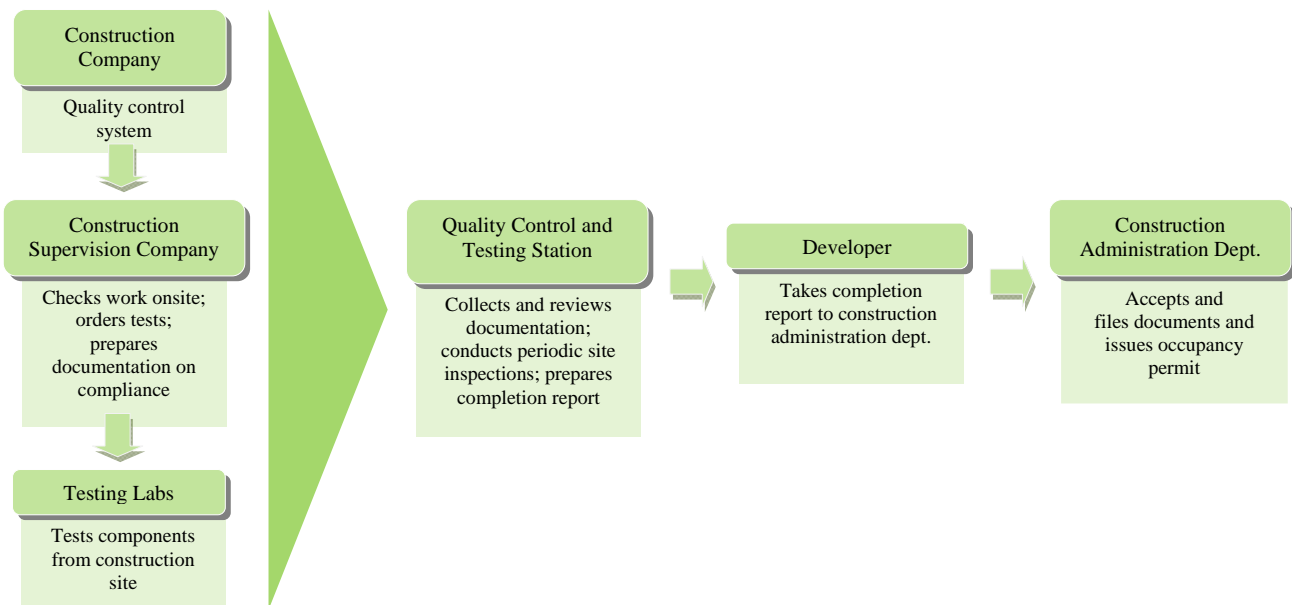 Construction
Company
Quality control
system
Construction
Supervision Company
Checks work onsite;
orders tests;
prepares
documentation on
compliance
Testing Labs
Tests components
from construction
site
Quality Control and
Testing Station
Collects and reviews
documentation;
conducts periodic site
inspections; prepares
completion report
Developer
Takes completion
report to construction
administration dept.
Construction
Administration Dept.
Accepts and
files documents and
issues occupancy
permit